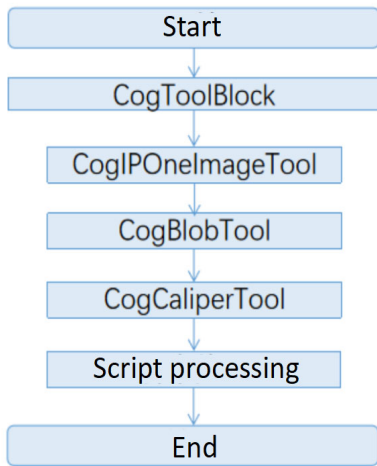 Start
CogToolBlock
CogIPOneImageTool
CogBlobTool
CogCaliperTool
Script processing
End